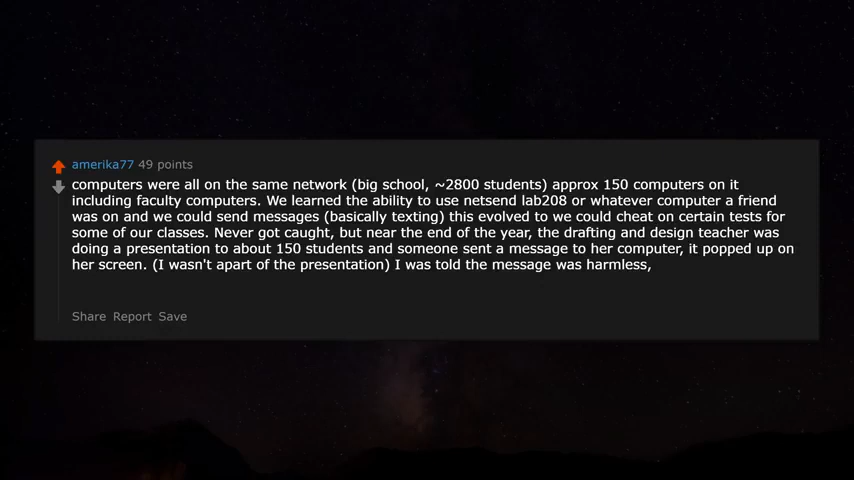 amerika77 49 points
computers were all on the same network (big school, ~2800 students) approx 150 computers on it
including faculty computers. We learned the ability to use netsend lab208 or whatever computer a friend
was on and we could send messages (basically texting) this evolved to we could cheat on certain tests for
some of our classes. Never got caught, but near the end of the year, the drafting and design teacher was
doing a presentation to about 150 students and someone sent a message to her computer, it popped up on
her screen. (I wasn't apart of the presentation) I was told the message was harmless,
Share Report Save